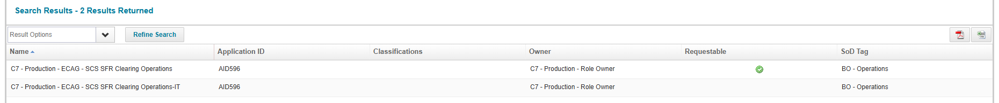 Search Results - 2 Results Returned
Result Options Refine Search
Name Application ID Classifications Owner Requestable SoD Tag
C7 - Production - ECAG - SCS SFR Clearing Operations AID596 C7 - Production - Role Owner BO - Operations
C7 - Production - ECAG - SCS SFR Clearing Operations-IT AID596 C7 - Production - Role Owner BO - Operations